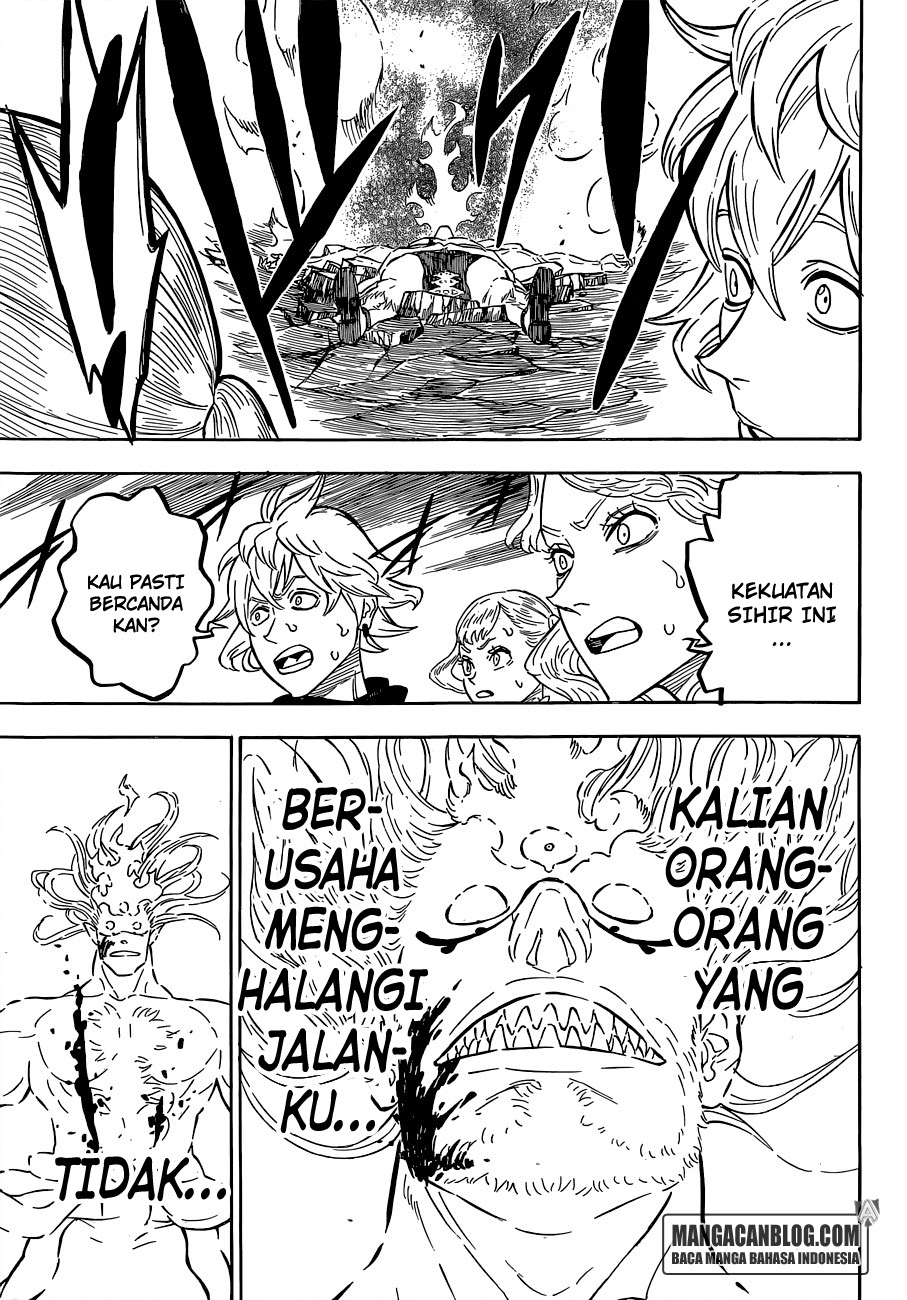 KEKUATAN
SIHIR INI
...
KAU PASTI
BERCANDA
KAN?
KALIAN
ORANG-
ORANG
YANG
BER-
USAHA
MENG-
HALANGI
JALAN-
KU...
TIDAK...
MANGACANBLOG.COM
BACA MANGA BAHASA INDONESIA